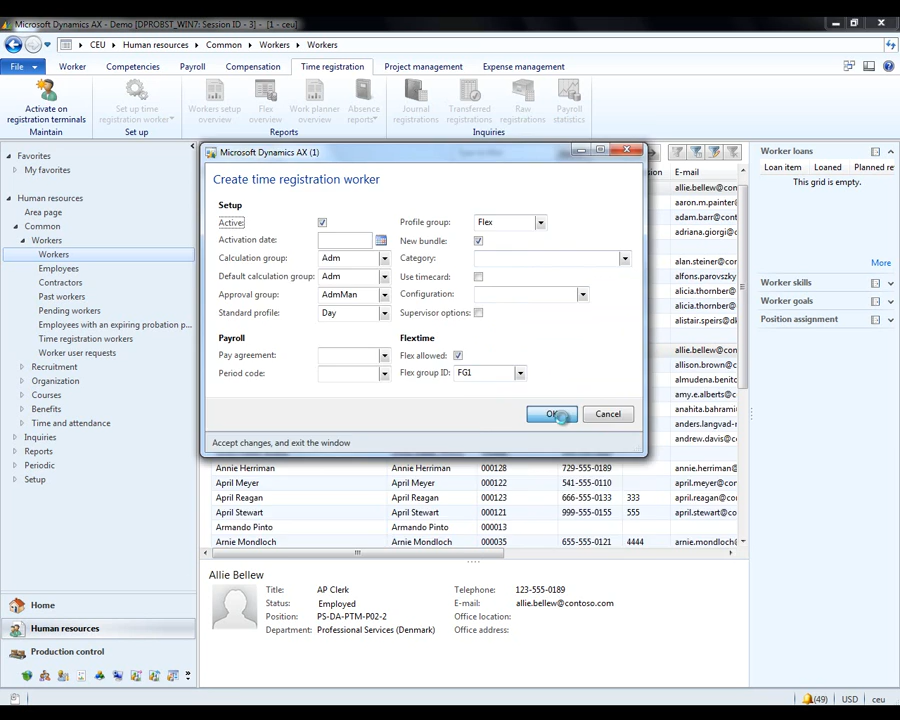 Microsoft Dynamics AX - Demo [DPROBST_WIN7: Session ID - 3] - [1 - ceu]
CEU
Human resources
Common
Workers
Workers
File
Worker
Competencies
Payroll
Compensation
Time registration
Project management
Expense management
Activate on
registration terminals
Set up time
registration worker
Workers setup
overview
Flex
overview
Work planner
overview
Absence
reports
Journal
registrations
Transferred
registrations
Raw
registrations
Payroll
statistics
Maintain
Set up
Reports
Inquiries
Favorites
My favorites
Human resources
Area page
Common
Workers
Workers
Employees
Contractors
Past workers
Pending workers
Employees with an expiring probation p...
Time registration workers
Worker user requests
Recruitment
Organization
Courses
Benefits
Time and attendance
Inquiries
Reports
Periodic
Setup
Home
Human resources
Production control
Microsoft Dynamics AX (1)
Create time registration worker
Setup
Active:
Activation date:
Calculation group: Adm
Default calculation group: Adm
Approval group: AdmMan
Standard profile: Day
Profile group: Flex
New bundle:
Category:
Use timecard:
Configuration:
Supervisor options:
Payroll
Pay agreement:
Period code:
Flextime
Flex allowed:
Flex group ID: FG1
OK
Cancel
Accept changes, and exit the window
E-mail
allie.bellew@con
aaron.m.painter
adam.barr@cont
adriana.giorgi@c
alan.steiner@con
alfons.parovszky
alicia.thornber@
alicia.thornber@
alistair.speirs@d
allie.bellew@con
allison.brown@c
almudena.benito
amy.e.alberts@c
anahita.bahrami
anders.langvad-
andrew.davis@c
Annie Herriman Annie Herriman 000128 729-555-0189 annie.herriman@
April Meyer April Meyer 000122 541-555-0110 april.meyer@con
April Reagan April Reagan 000123 666-555-0133 333 april.reagan@co
April Stewart April Stewart 000121 999-555-0155 555 april.stewart@co
Armando Pinto Armando Pinto 000013
Arnie Mondloch Arnie Mondloch 000035 655-555-0121 4444 arnie.mondloch@
Allie Bellew
Title: AP Clerk
Status: Employed
Position: PS-DA-PTM-P02-2
Department: Professional Services (Denmark)
Telephone: 123-555-0189
E-mail: allie.bellew@contoso.com
Office location:
Office address:
Worker loans
Loan item Loaned Planned re
This grid is empty.
More
Worker skills
Worker goals
Position assignment
(49) USD ceu